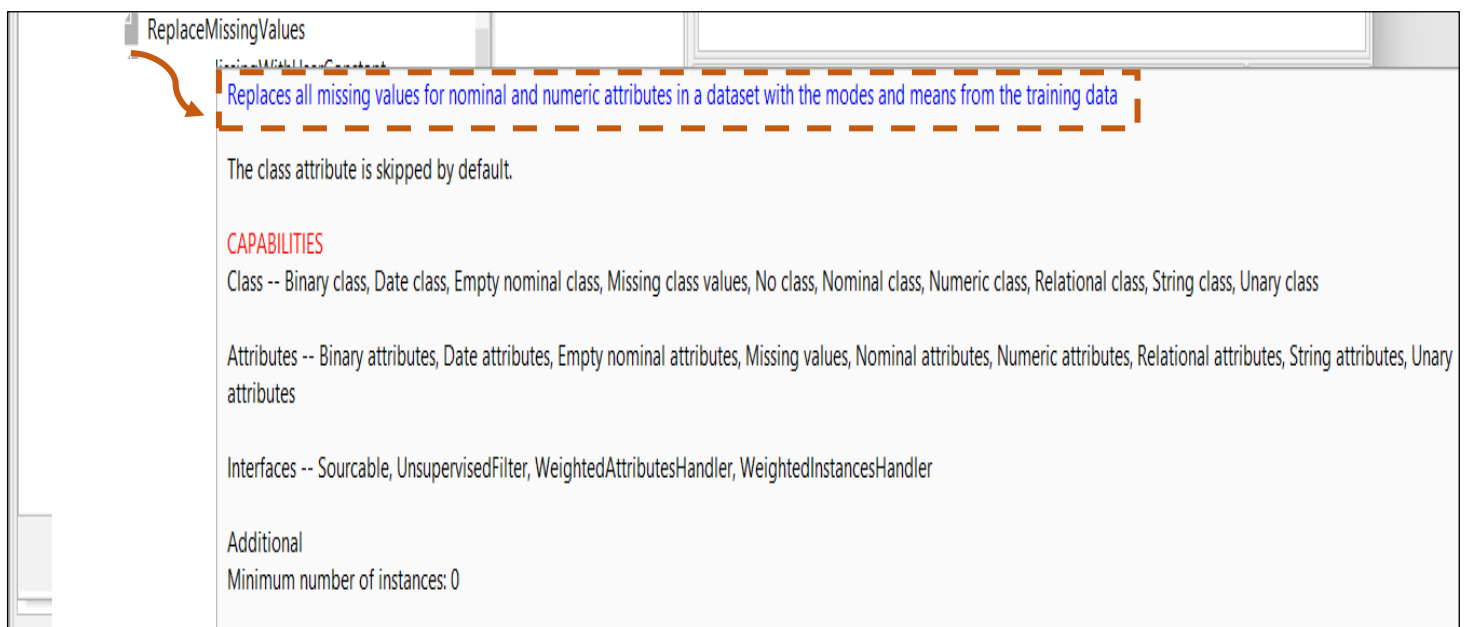 ReplaceMissingValues
Replaces all missing values for nominal and numeric attributes in a dataset with the modes and means from the training data
The class attribute is skipped by default.
CAPABILITIES
Class -- Binary class, Date class, Empty nominal class, Missing class values, No class, Nominal class, Numeric class, Relational class, String class, Unary class
Attributes -- Binary attributes, Date attributes, Empty nominal attributes, Missing values, Nominal attributes, Numeric attributes, Relational attributes, String attributes, Unary
attributes
Interfaces -- Sourcable, UnsupervisedFilter, WeightedAttributesHandler, WeightedInstancesHandler
Additional
Minimum number of instances: 0